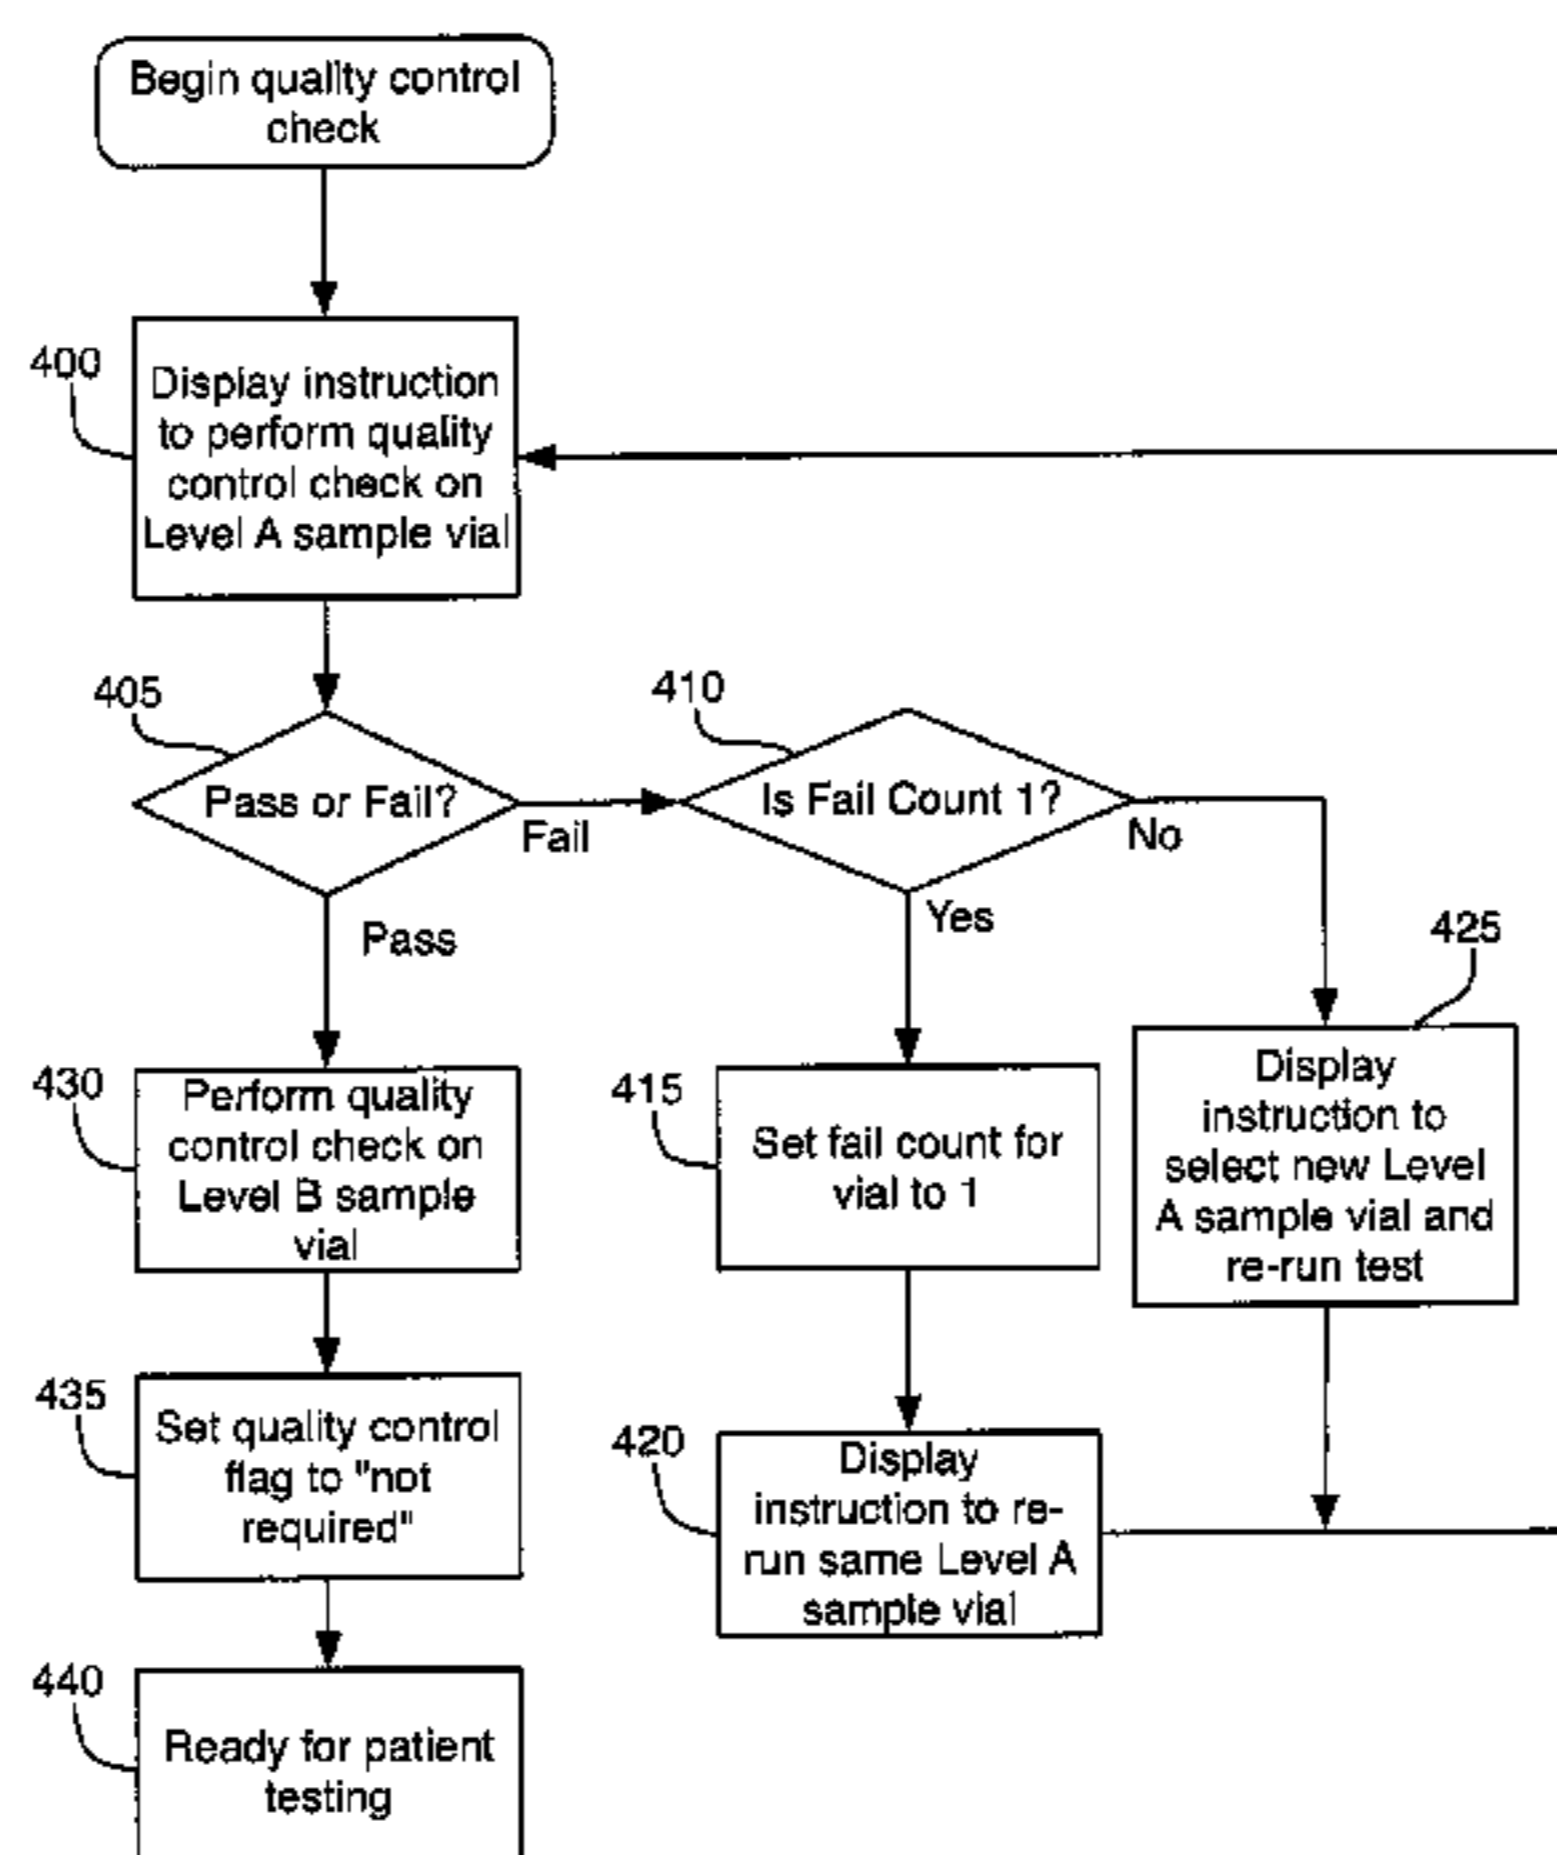 Begin quality control
check
400
Display instruction
to perform quality
control check on
Level A sample vial
405
Pass or Fail?
Fail
410
Is Fail Count 1?
No
Yes
Pass
425
Display
instruction to
select new Level
A sample vial and
re-run test
430
Perform quality
control check on
Level B sample
vial
415
Set fail count for
vial to 1
435
Set quality control
flag to "not
required"
420
Display
instruction to re-
run same Level A
sample vial
440
Ready for patient
testing